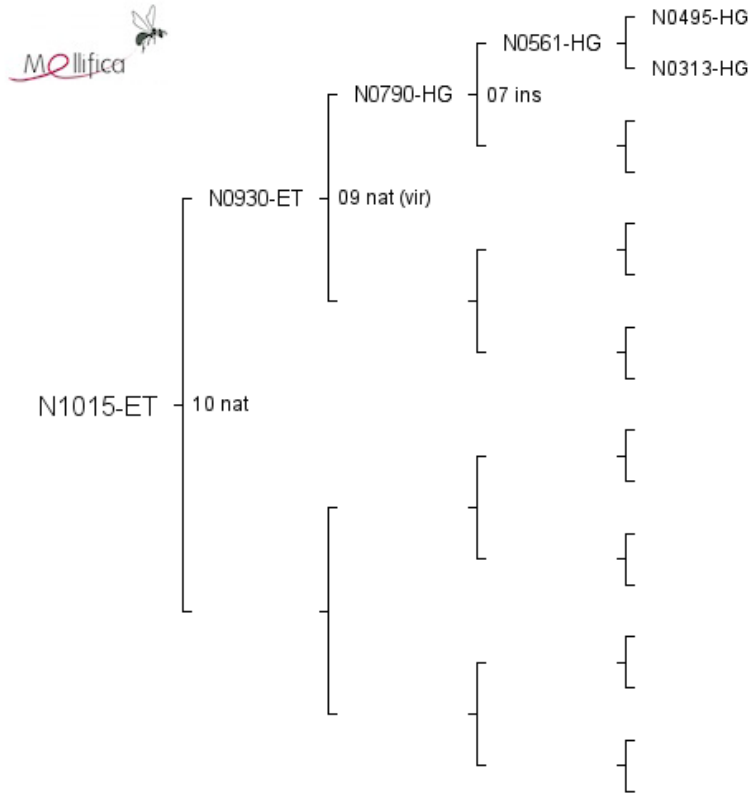 Mellifica
N0495-HG
N0561-HG
N0313-HG
N0790-HG 07 ins
N0930-ET 09 nat (vir)
N1015-ET 10 nat